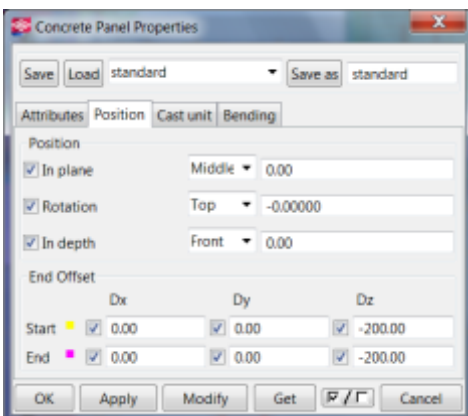 Concrete Panel Properties
Save Load standard Save as standard
Attributes Position Cast unit Bending
Position
In plane Middle 0.00
Rotation Top -0.00000
In depth Front 0.00
End Offset
Dx Dy Dz
Start 0.00 0.00 -200.00
End 0.00 0.00 -200.00
OK Apply Modify Get / Cancel